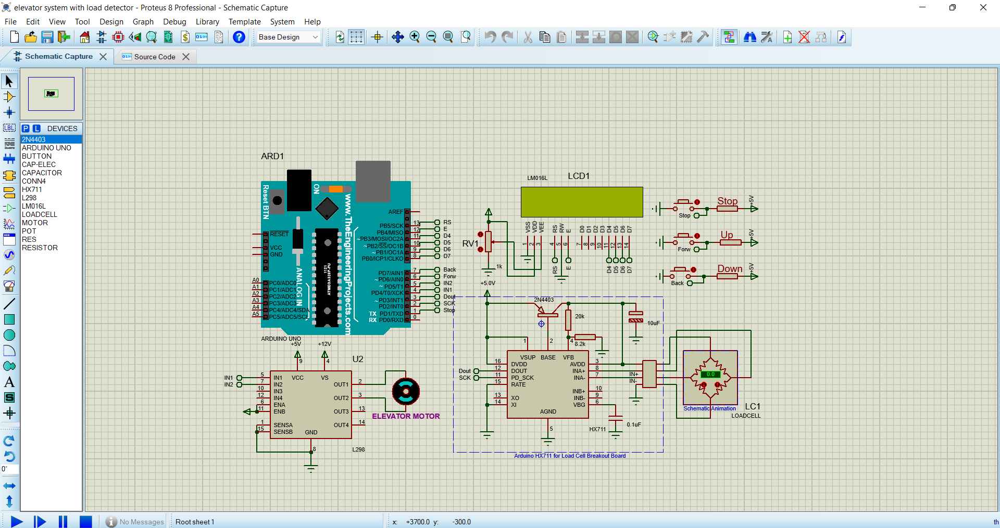 elevator system with load detector - Proteus 8 Professional - Schematic Capture
File Edit View Tool Design Graph Debug Library Template System Help
Base Design
Schematic Capture
Source Code
P L DEVICES
2N4403
ARDUINO UNO
BUTTON
CAP-ELEC
CAPACITOR
CONN4
HX711
L298
LM016L
LOADCELL
MOTOR
POT
RES
RESISTOR
LBL
A
S
0°
ARD1
Reset BTN
ON
www.TheEngineeringProjects.com
ANALOG IN
1121
ATMEGA328P-PU
RESET
VCC
GND
A0 PC0/ADC0
A1 PC1/ADC1
A2 PC2/ADC2
A3 PC3/ADC3
A4 PC4/ADC4/SDA
A5 PC5/ADC5/SCL
AREF
PB5/SCK 13 RS
PB4/MISO 12 E
~PB3/MOSI/OC2A 11 D4
~PB2/SS/OC1B 10 D5
~PB1/OC1A 9 D6
PB0/ICP1/CLKO 8 D7
PD7/AIN1 7 Back
~PD6/AIN0 6 Forw
~PD5/T1 5 IN2
PD4/T0/XCK 4 IN1
~PD3/INT1 3 Dout
PD2/INT0 2 SCK
TX PD1/TXD 1 Stop
RX PD0/RXD 0
ARDUINO UNO
LM016L
LCD1
VSS VDD VEE RS RW E D0 D1 D2 D3 D4 D5 D6 D7
1 2 3 4 5 6 7 8 9 10 11 12 13 14
RS E D4 D5 D6 D7
RV1
1k
+5.0V
Stop
Stop
+5V
Up
Forw
+5V
Down
Back
+5V
+5V +12V
U2
9 4
VCC VS
IN1 5 IN1
IN2 7 IN2
10 IN3
12 IN4
6 ENA
11 ENB
1 SENSA
15 SENSB
OUT1 2
OUT2 3
OUT3 13
OUT4 14
GND
8
L298
ELEVATOR MOTOR
2N4403
20k
10uF
8.2k
1 2 4
VSUP BASE VFB
16 DVDD
Dout 12 DOUT
SCK 11 PD_SCK
15 RATE
13 XO
14 XI
AVDD 3
INA+ 8
INA- 7
INB+ 10
INB- 9
VBG 6
AGND
5
HX711
0.1uF
IN+
IN-
Arduino HX711 for Load Cell Breakout Board
0.0
Schematic Animation
LC1
LOADCELL
No Messages
Root sheet 1
x: +3700.0 y: -300.0
th